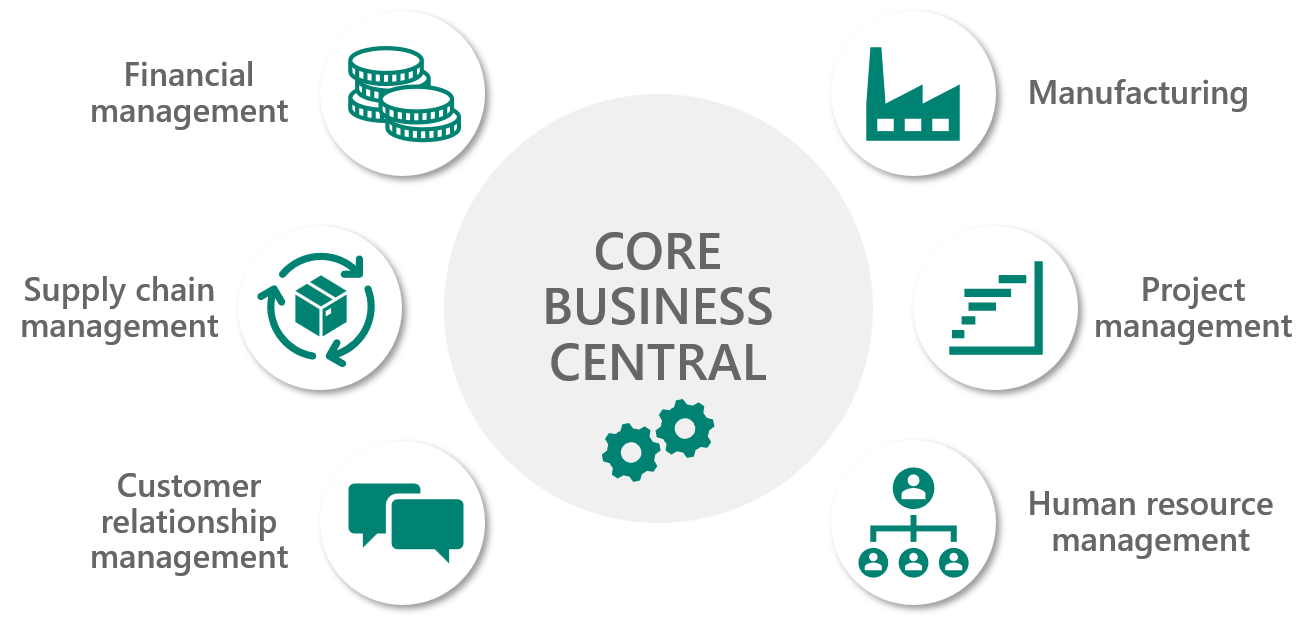 Financial
management
Supply chain
management
Customer
relationship
management
CORE
BUSINESS
CENTRAL
Manufacturing
Project
management
Human resource
management